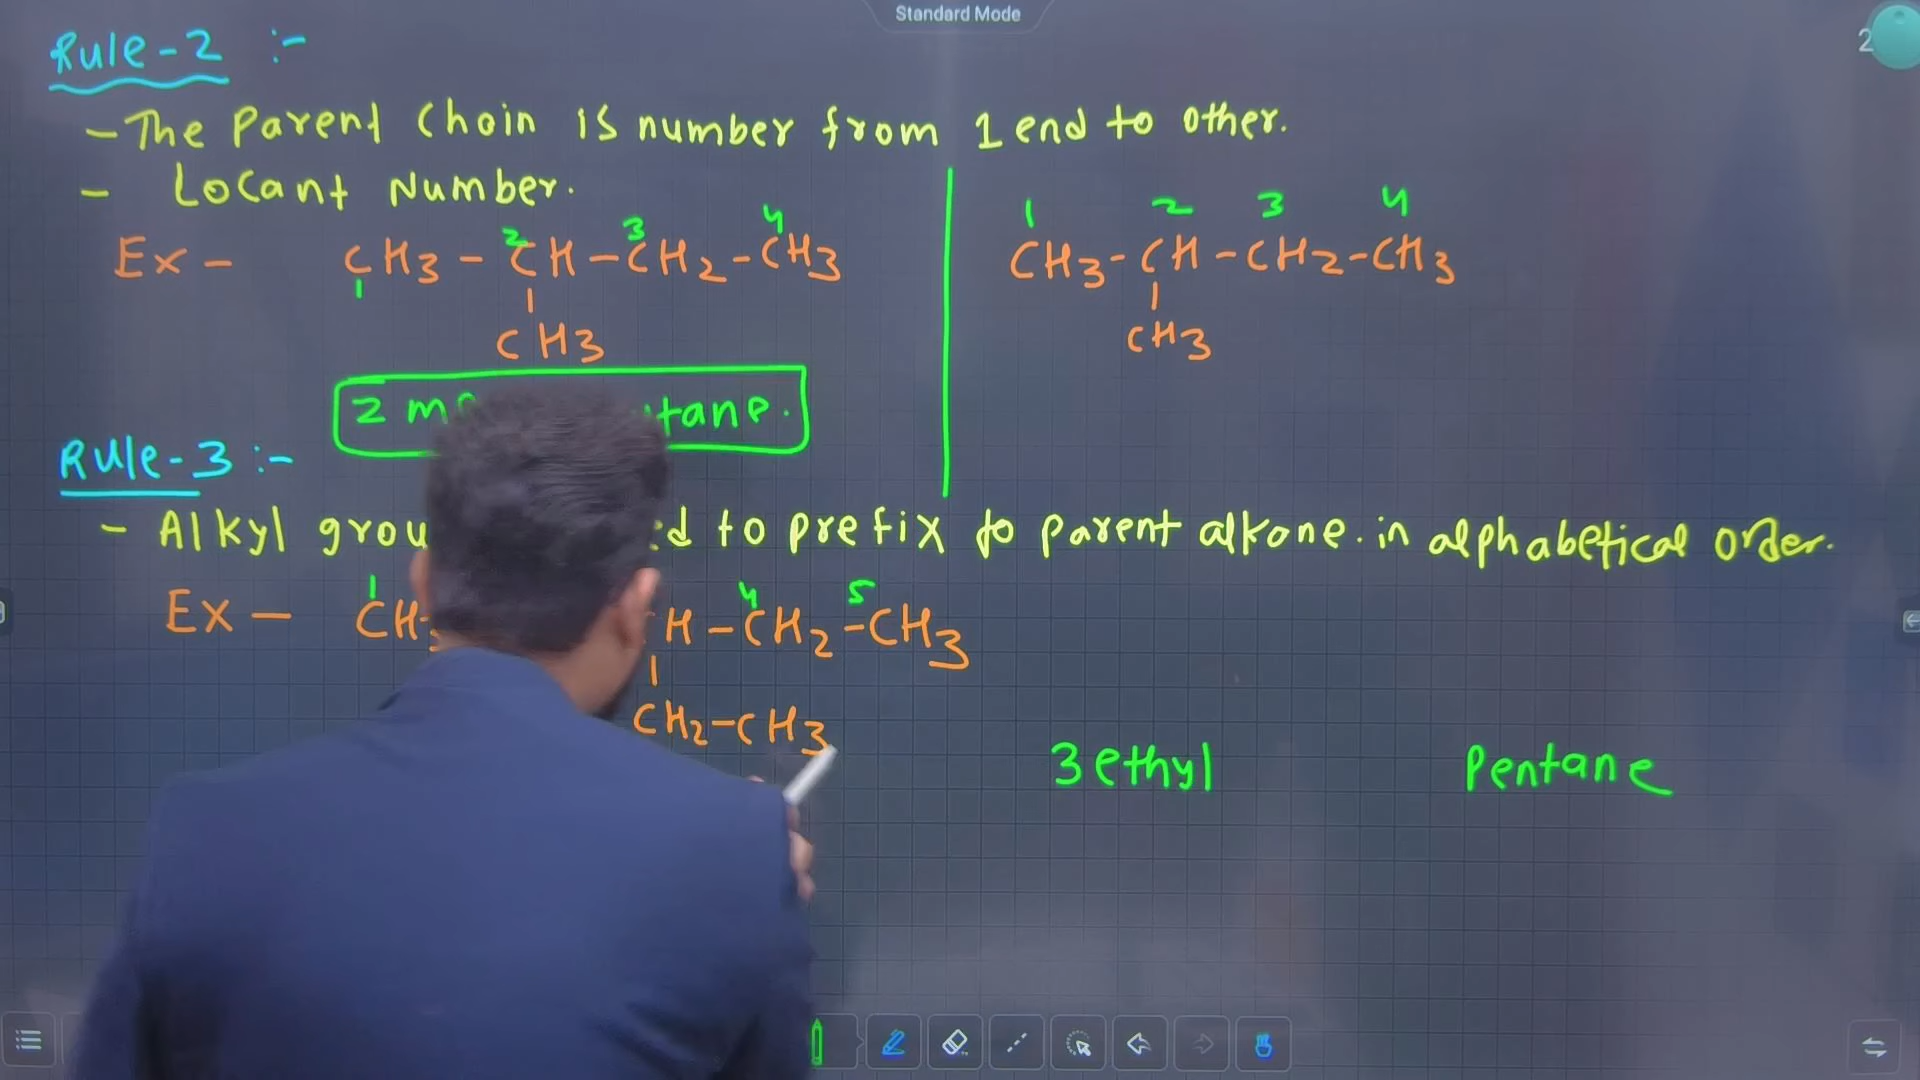 Standard Mode
2
Rule-2 :-
- The Parent Chain is number from 1 end to other.
- Locant Number.
2 3 4
Ex - CH3 - CH - CH2 - CH3
1
CH3
1 2 3 4
CH3 - CH - CH2 - CH3
CH3
2 tane.
Rule-3 :-
- Alkyl to prefix to parent alkane. in alphabetical order.
1 4 5
Ex - CH H - CH2 - CH3
CH2-CH3
3 ethyl Pentane